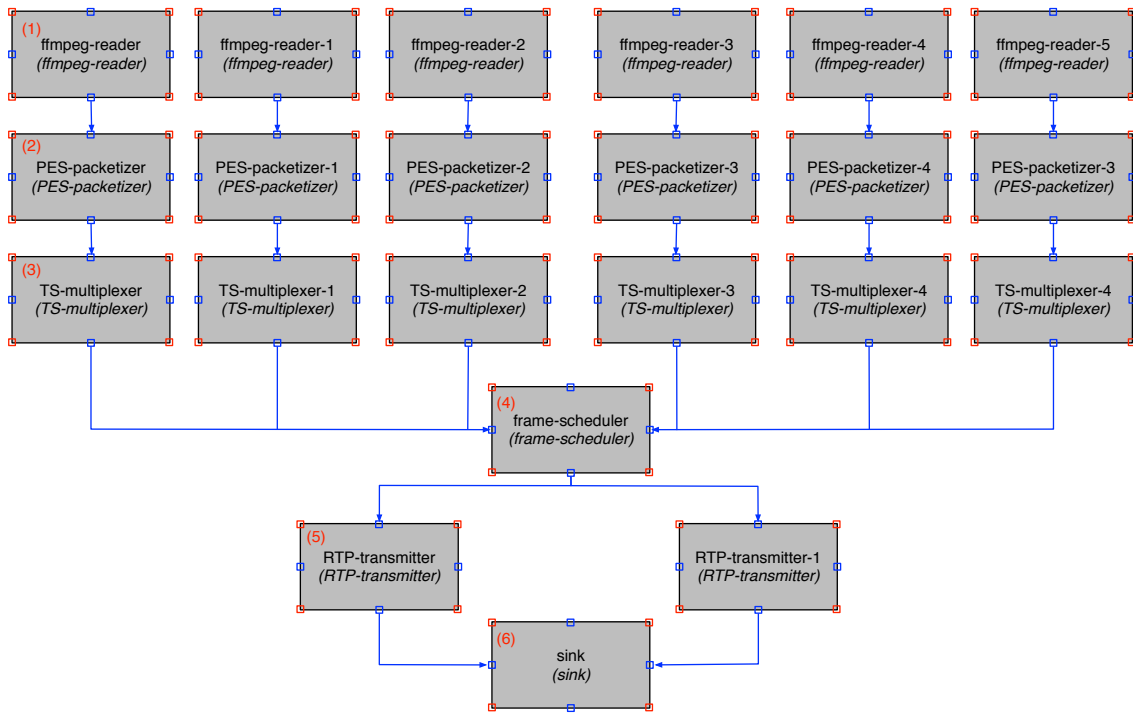 (1)
ffmpeg-reader
(ffmpeg-reader)
ffmpeg-reader-1
(ffmpeg-reader)
ffmpeg-reader-2
(ffmpeg-reader)
ffmpeg-reader-3
(ffmpeg-reader)
ffmpeg-reader-4
(ffmpeg-reader)
ffmpeg-reader-5
(ffmpeg-reader)
(2)
PES-packetizer
(PES-packetizer)
PES-packetizer-1
(PES-packetizer)
PES-packetizer-2
(PES-packetizer)
PES-packetizer-3
(PES-packetizer)
PES-packetizer-4
(PES-packetizer)
PES-packetizer-3
(PES-packetizer)
(3)
TS-multiplexer
(TS-multiplexer)
TS-multiplexer-1
(TS-multiplexer)
TS-multiplexer-2
(TS-multiplexer)
TS-multiplexer-3
(TS-multiplexer)
TS-multiplexer-4
(TS-multiplexer)
TS-multiplexer-4
(TS-multiplexer)
(4)
frame-scheduler
(frame-scheduler)
(5)
RTP-transmitter
(RTP-transmitter)
RTP-transmitter-1
(RTP-transmitter)
(6)
sink
(sink)